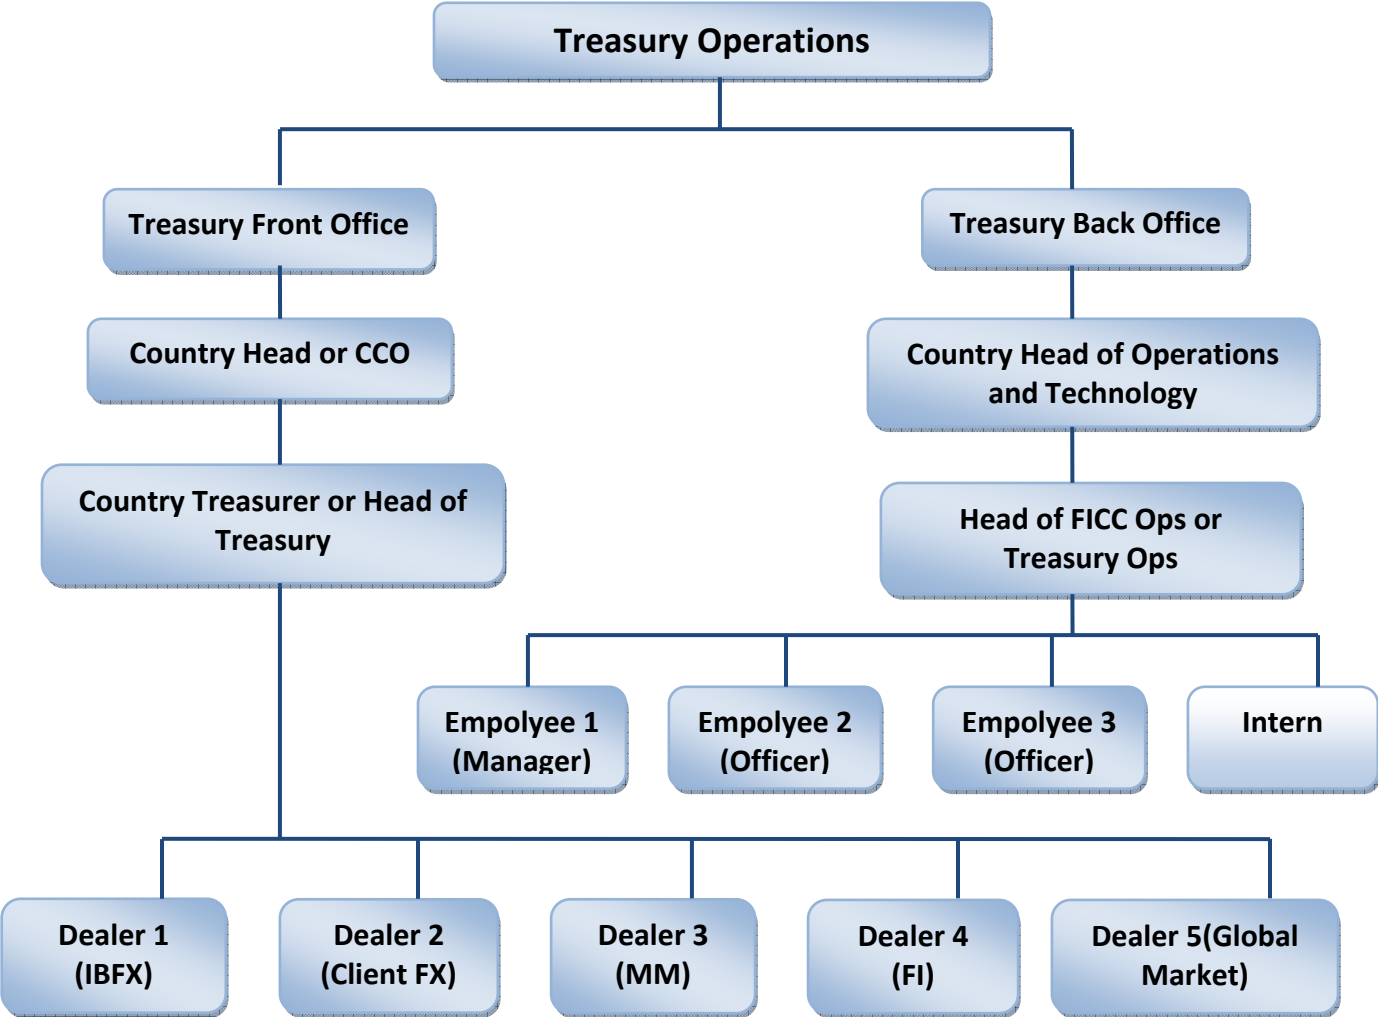 Treasury Operations
Treasury Front Office
Treasury Back Office
Country Head or CCO
Country Head of Operations
and Technology
Country Treasurer or Head of
Treasury
Head of FICC Ops or
Treasury Ops
Empolyee 1
(Manager)
Empolyee 2
(Officer)
Empolyee 3
(Officer)
Intern
Dealer 1
(IBFX)
Dealer 2
(Client FX)
Dealer 3
(MM)
Dealer 4
(FI)
Dealer 5(Global
Market)